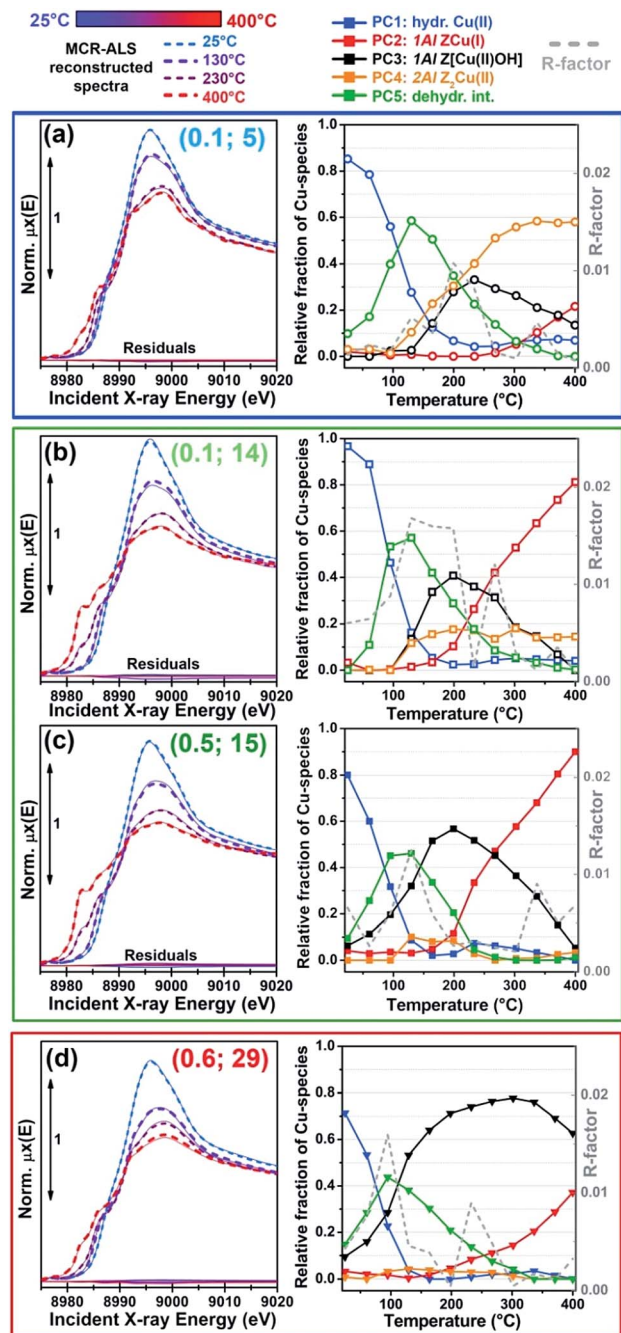 25°C 400°C
MCR-ALS
reconstructed
spectra
25°C
130°C
230°C
400°C
PC1: hydr. Cu(II)
PC2: 1Al ZCu(I)
PC3: 1Al Z[Cu(II)OH]
PC4: 2Al Z₂Cu(II)
PC5: dehydr. int.
R-factor
(a) (0.1; 5)
Norm. μx(E)
1
Residuals
8980 8990 9000 9010 9020
Incident X-ray Energy (eV)
Relative fraction of Cu-species
1.0
0.8
0.6
0.4
0.2
0.0
100 200 300 400
Temperature (°C)
0.02
0.01
0.00
R-factor
(b) (0.1; 14)
Norm. μx(E)
1
Residuals
8980 8990 9000 9010 9020
Incident X-ray Energy (eV)
Relative fraction of Cu-species
1.0
0.8
0.6
0.4
0.2
0.0
100 200 300 400
Temperature (°C)
0.02
0.01
0.00
R-factor
(c) (0.5; 15)
Norm. μx(E)
1
Residuals
8980 8990 9000 9010 9020
Incident X-ray Energy (eV)
Relative fraction of Cu-species
1.0
0.8
0.6
0.4
0.2
0.0
100 200 300 400
Temperature (°C)
0.02
0.01
0.00
R-factor
(d) (0.6; 29)
Norm. μx(E)
1
8980 8990 9000 9010 9020
Incident X-ray Energy (eV)
Relative fraction of Cu-species
1.0
0.8
0.6
0.4
0.2
0.0
100 200 300 400
Temperature (°C)
0.02
0.01
0.00
R-factor